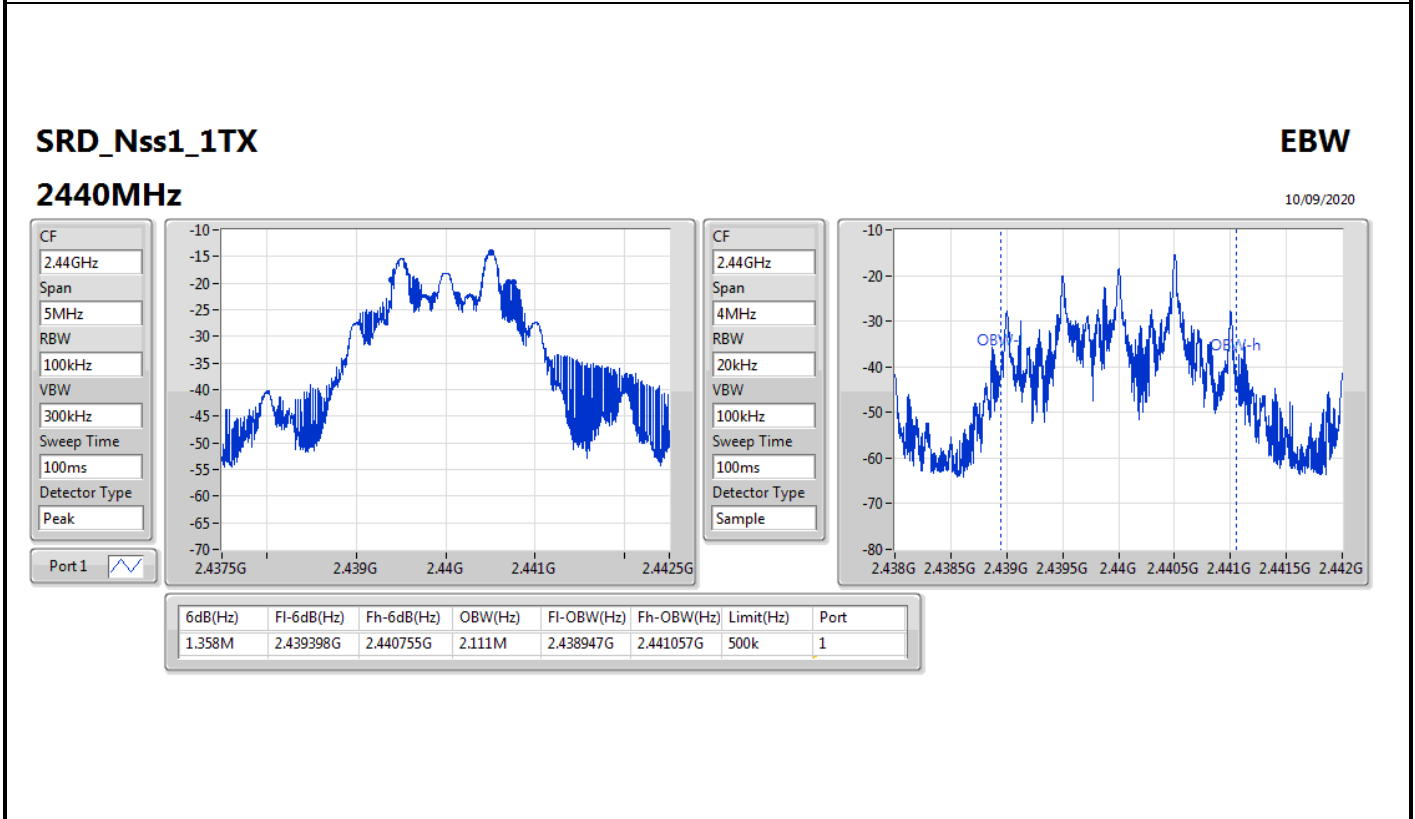 SRD_Nss1_1TX
EBW
2440MHz
10/09/2020
CF
2.44GHz
Span
5MHz
RBW
100kHz
VBW
300kHz
Sweep Time
100ms
Detector Type
Peak
Port 1
-10
-15
-20
-25
-30
-35
-40
-45
-50
-55
-60
-65
-70
2.4375G 2.439G 2.44G 2.441G 2.4425G
CF
2.44GHz
Span
4MHz
RBW
20kHz
VBW
100kHz
Sweep Time
100ms
Detector Type
Sample
-10
-20
-30
-40
-50
-60
-70
-80
OBW-l
OBW-h
2.438G 2.4385G 2.439G 2.4395G 2.44G 2.4405G 2.441G 2.4415G 2.442G
6dB(Hz) Fl-6dB(Hz) Fh-6dB(Hz) OBW(Hz) Fl-OBW(Hz) Fh-OBW(Hz) Limit(Hz) Port
1.358M 2.439398G 2.440755G 2.111M 2.438947G 2.441057G 500k 1